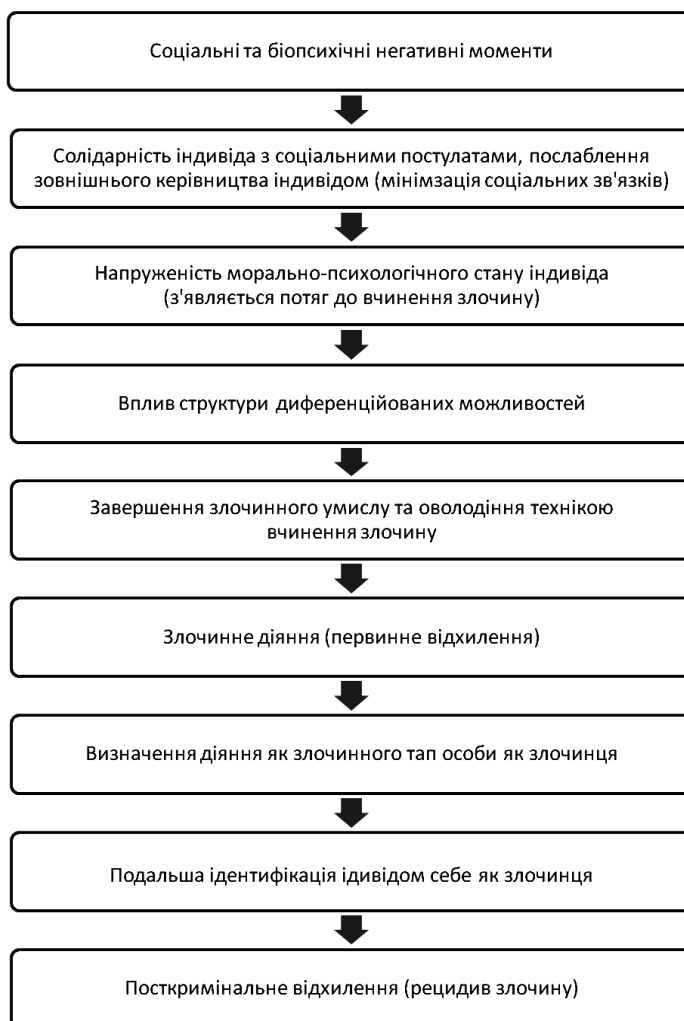 Соціальні та біопсихічні негативні моменти
Солідарність індивіда з соціальними постулатами, послаблення
зовнішнього керівництва індивідом (мінімзація соціальних зв'язків)
Напруженість морально-психологічного стану індивіда
(з'являється потяг до вчинення злочину)
Вплив структури диференційованих можливостей
Завершення злочинного умислу та оволодіння технікою
вчинення злочину
Злочинне діяння (первинне відхилення)
Визначення діяння як злочинного тап особи як злочинця
Подальша ідентифікація ідивідом себе як злочинця
Посткримінальне відхилення (рецидив злочину)